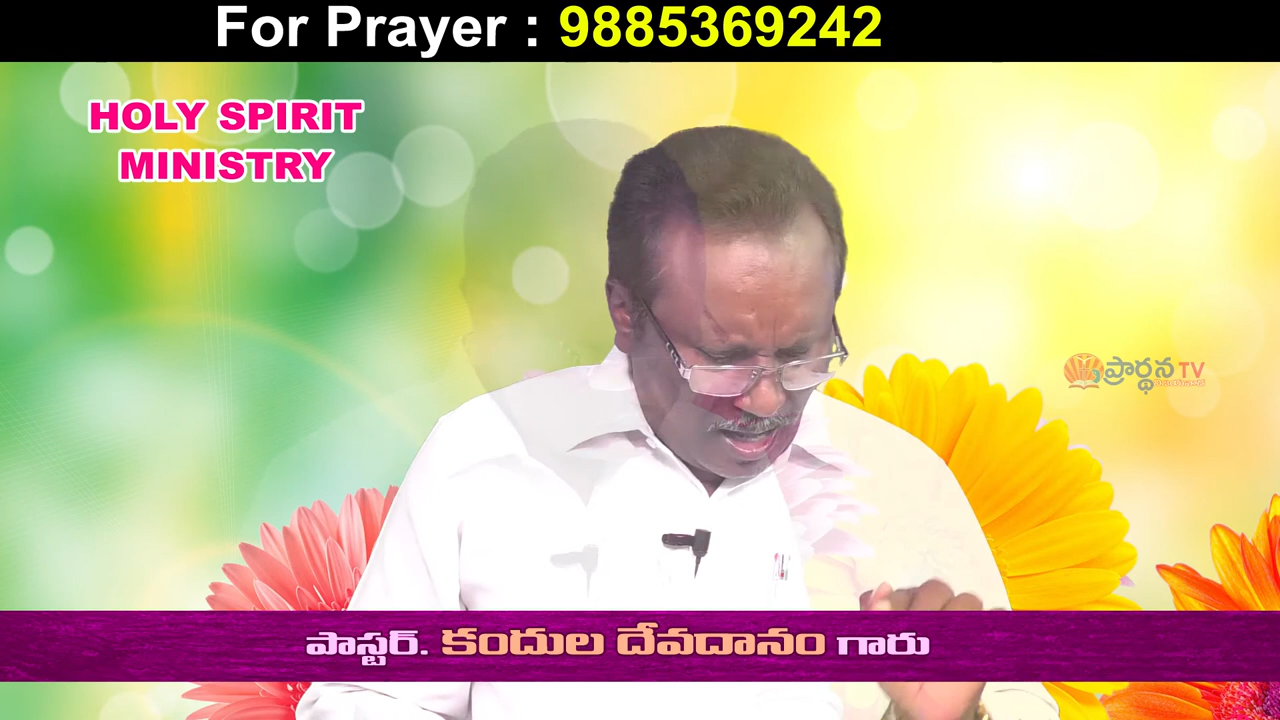 For Prayer : 9885369242
HOLY SPIRIT
MINISTRY
ప్రార్థన TV
పాస్టర్. కందుల దేవదానం గారు